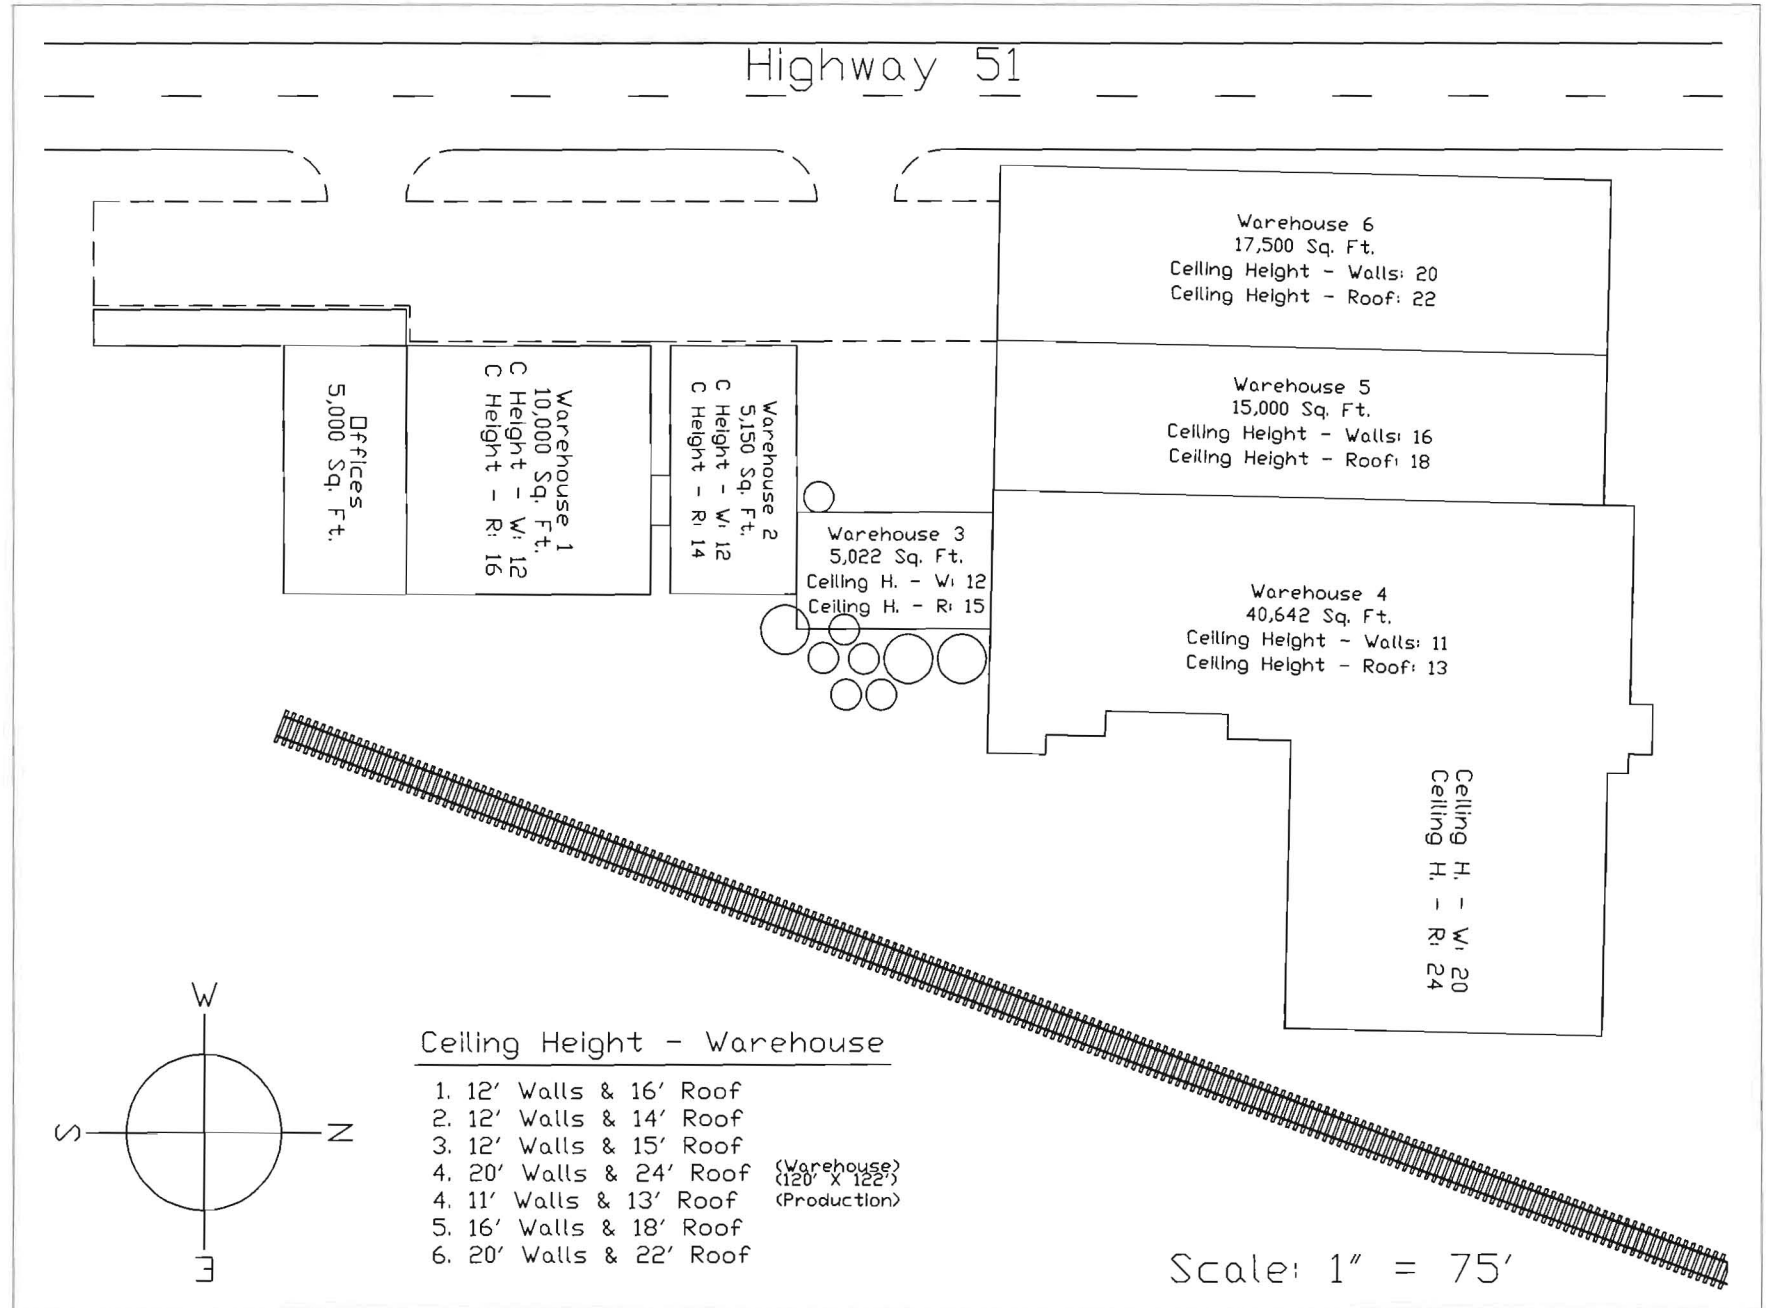 Highway 51
Warehouse 6
17,500 Sq. Ft.
Ceiling Height - Walls: 20
Ceiling Height - Roof: 22
Warehouse 5
15,000 Sq. Ft.
Ceiling Height - Walls: 16
Ceiling Height - Roof: 18
Offices
5,000 Sq. Ft.
Warehouse 1
10,000 Sq. Ft.
C Height - W: 12
C Height - R: 16
Warehouse 2
5,150 Sq. Ft.
C Height - W: 12
C Height - R: 14
Warehouse 3
5,022 Sq. Ft.
Ceiling H. - W: 12
Ceiling H. - R: 15
Warehouse 4
40,642 Sq. Ft.
Ceiling Height - Walls: 11
Ceiling Height - Roof: 13
Ceiling H. - W: 20
Ceiling H. - R: 24
W
S
N
E
Ceiling Height - Warehouse
1. 12' Walls & 16' Roof
2. 12' Walls & 14' Roof
3. 12' Walls & 15' Roof
4. 20' Walls & 24' Roof (Warehouse)
(120' X 122')
4. 11' Walls & 13' Roof (Production)
5. 16' Walls & 18' Roof
6. 20' Walls & 22' Roof
Scale: 1" = 75'